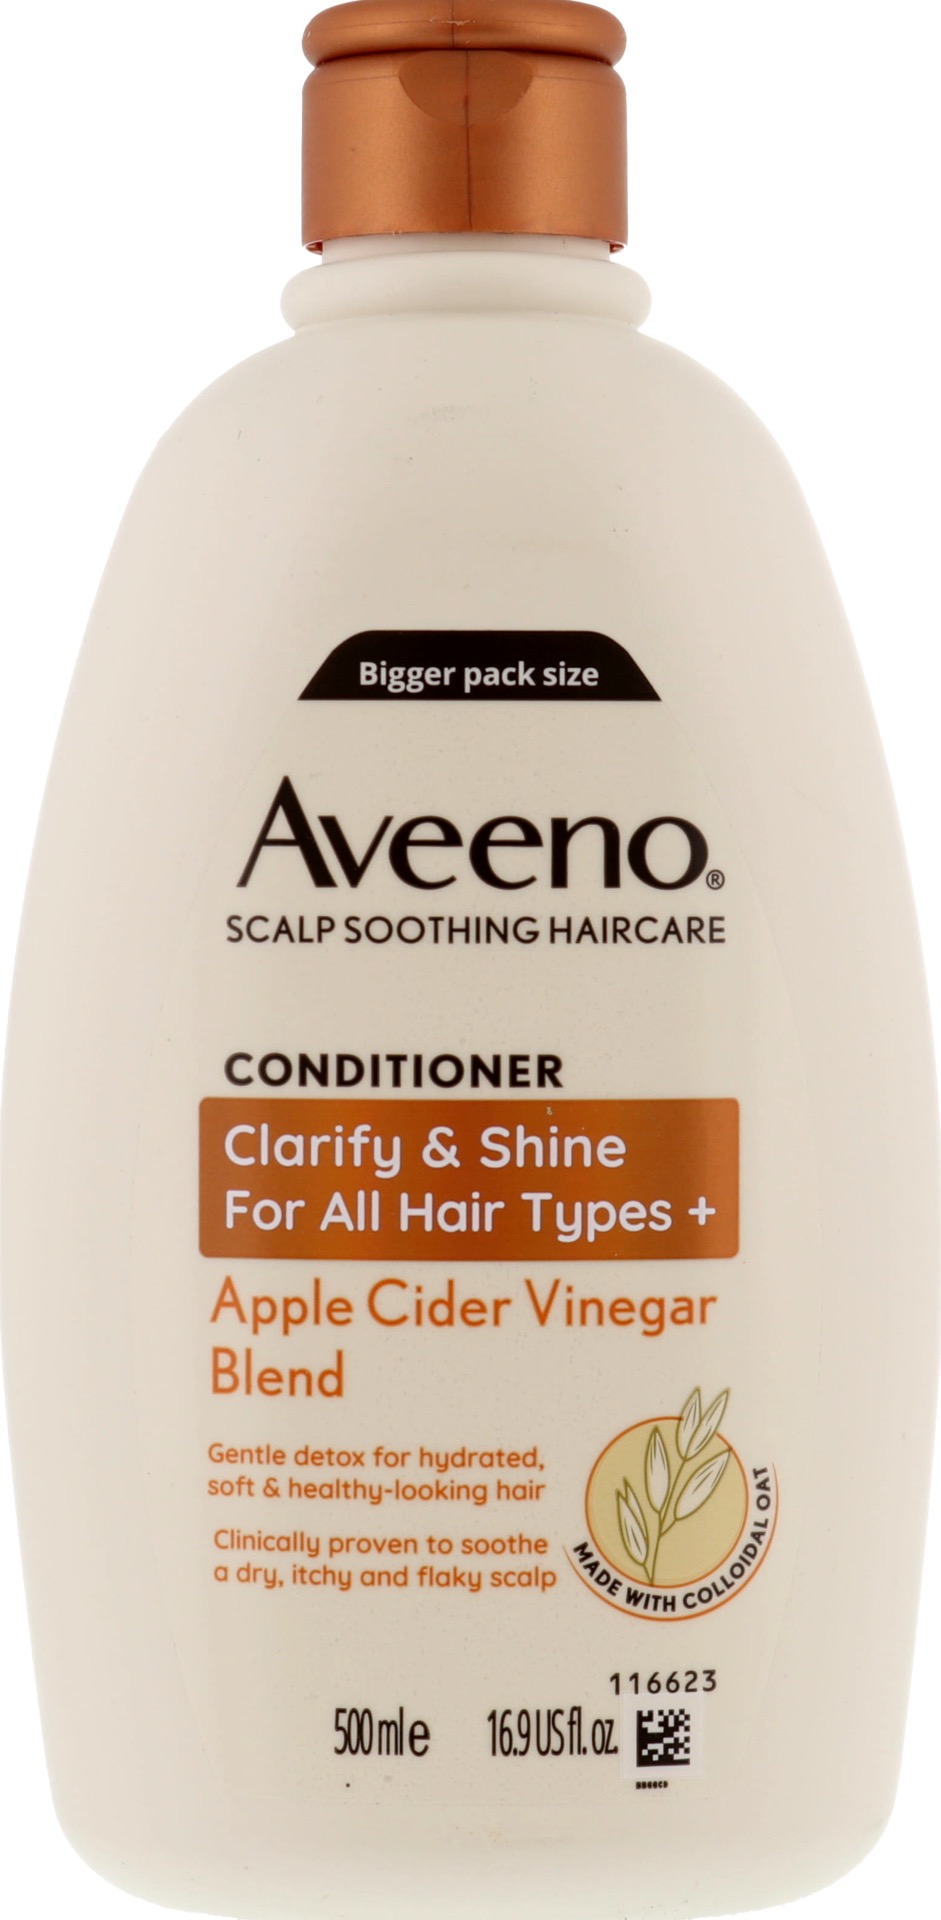 Bigger pack size
Aveeno®
SCALP SOOTHING HAIRCARE
CONDITIONER
Clarify & Shine
For All Hair Types +
Apple Cider Vinegar
Blend
Gentle detox for hydrated,
soft & healthy-looking hair
Clinically proven to soothe
a dry, itchy and flaky scalp
MADE WITH COLLOIDAL OAT
116623
500 ml e 16.9 US fl. oz.